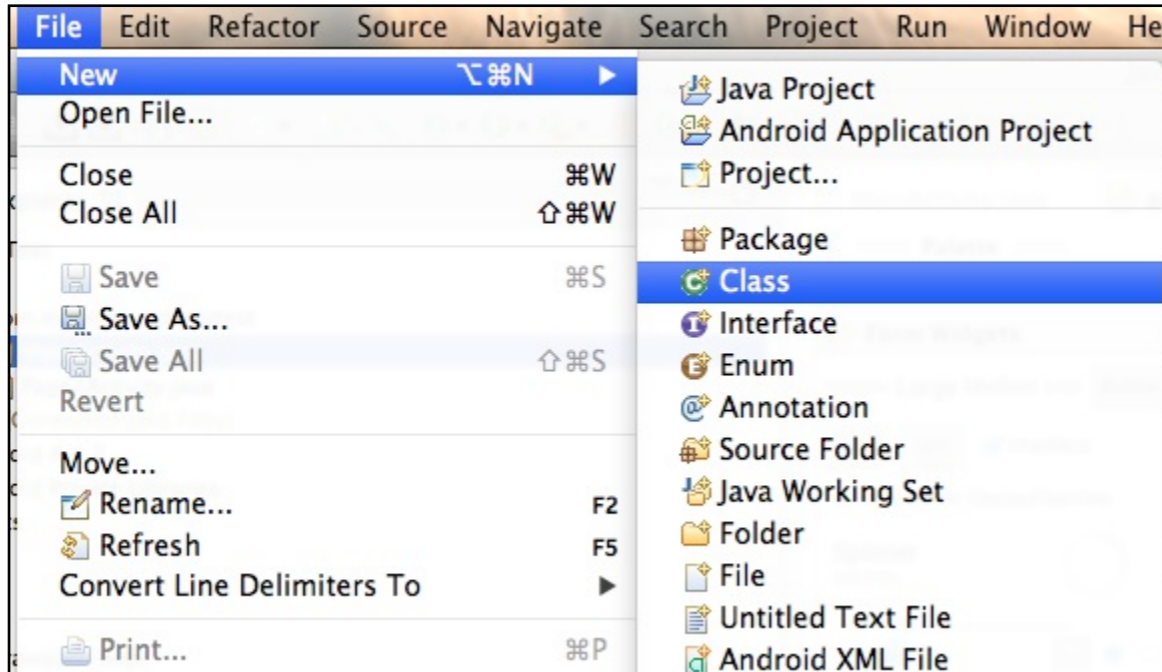 File Edit Refactor Source Navigate Search Project Run Window He
New ⌥⌘N ▶
Open File...
Close ⌘W
Close All ⇧⌘W
Save ⌘S
Save As...
Save All ⇧⌘S
Revert
Move...
Rename... F2
Refresh F5
Convert Line Delimiters To ▶
Print... ⌘P
Java Project
Android Application Project
Project...
Package
Class
Interface
Enum
Annotation
Source Folder
Java Working Set
Folder
File
Untitled Text File
Android XML File